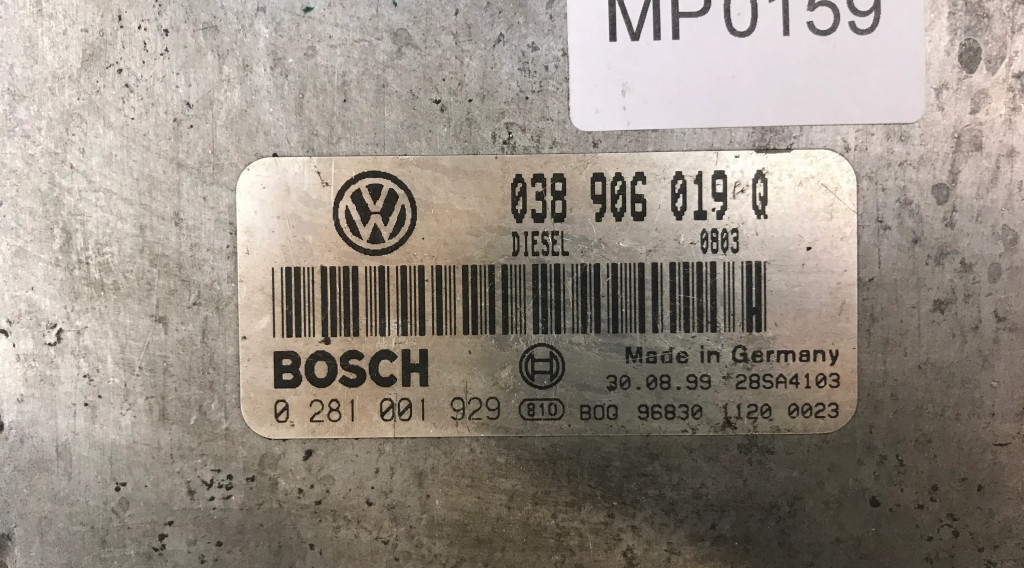 MP0159
038 906 019 Q
DIESEL 0803
BOSCH
Made in Germany
30.08.99 28SA4103
0 281 001 929 810 BOQ 96830 1120 0023